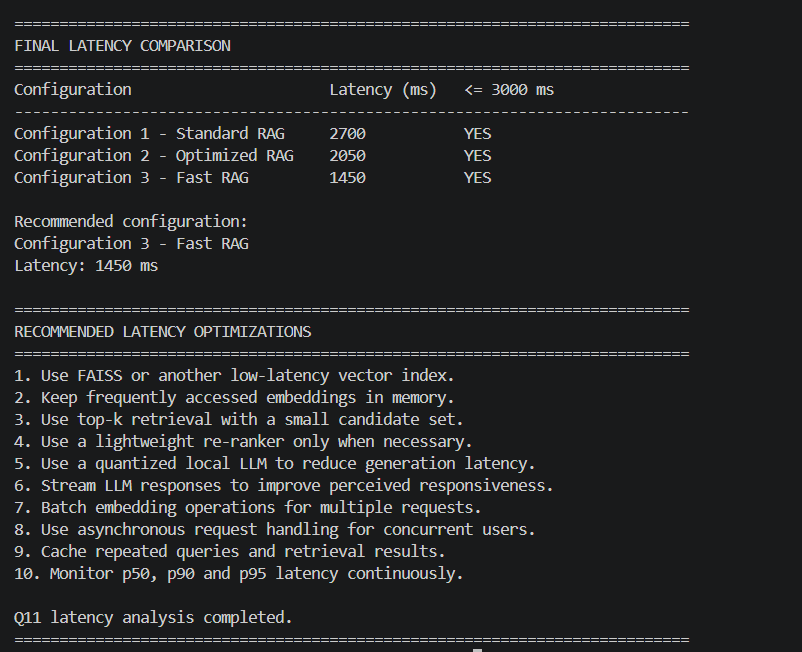 ===========================================================================
FINAL LATENCY COMPARISON
===========================================================================
Configuration                      Latency (ms)   <= 3000 ms
---------------------------------------------------------------------------
Configuration 1 - Standard RAG     2700           YES
Configuration 2 - Optimized RAG    2050           YES
Configuration 3 - Fast RAG         1450           YES
Recommended configuration:
Configuration 3 - Fast RAG
Latency: 1450 ms
===========================================================================
RECOMMENDED LATENCY OPTIMIZATIONS
===========================================================================
1. Use FAISS or another low-latency vector index.
2. Keep frequently accessed embeddings in memory.
3. Use top-k retrieval with a small candidate set.
4. Use a lightweight re-ranker only when necessary.
5. Use a quantized local LLM to reduce generation latency.
6. Stream LLM responses to improve perceived responsiveness.
7. Batch embedding operations for multiple requests.
8. Use asynchronous request handling for concurrent users.
9. Cache repeated queries and retrieval results.
10. Monitor p50, p90 and p95 latency continuously.
Q11 latency analysis completed.
===========================================================================